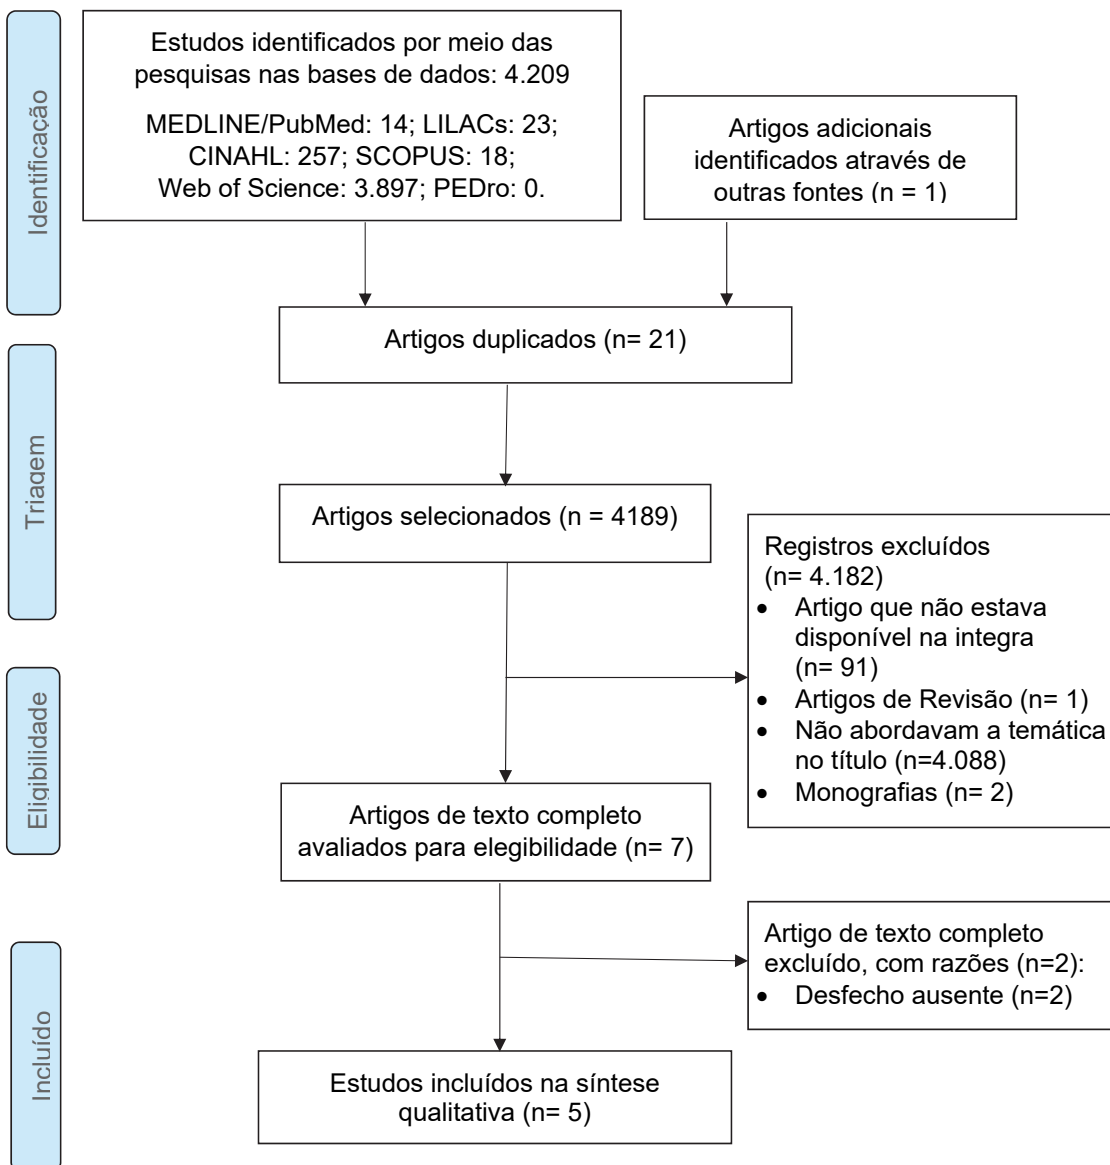 Identificação
Estudos identificados por meio das
pesquisas nas bases de dados: 4.209
MEDLINE/PubMed: 14; LILACs: 23;
CINAHL: 257; SCOPUS: 18;
Web of Science: 3.897; PEDro: 0.
Artigos adicionais
identificados através de
outras fontes (n = 1)
Artigos duplicados (n= 21)
Triagem
Artigos selecionados (n = 4189)
Registros excluídos
(n= 4.182)
• Artigo que não estava
disponível na integra
(n= 91)
• Artigos de Revisão (n= 1)
• Não abordavam a temática
no título (n=4.088)
• Monografias (n= 2)
Eligibilidade
Artigos de texto completo
avaliados para elegibilidade (n= 7)
Artigo de texto completo
excluído, com razões (n=2):
• Desfecho ausente (n=2)
Incluído
Estudos incluídos na síntese
qualitativa (n= 5)